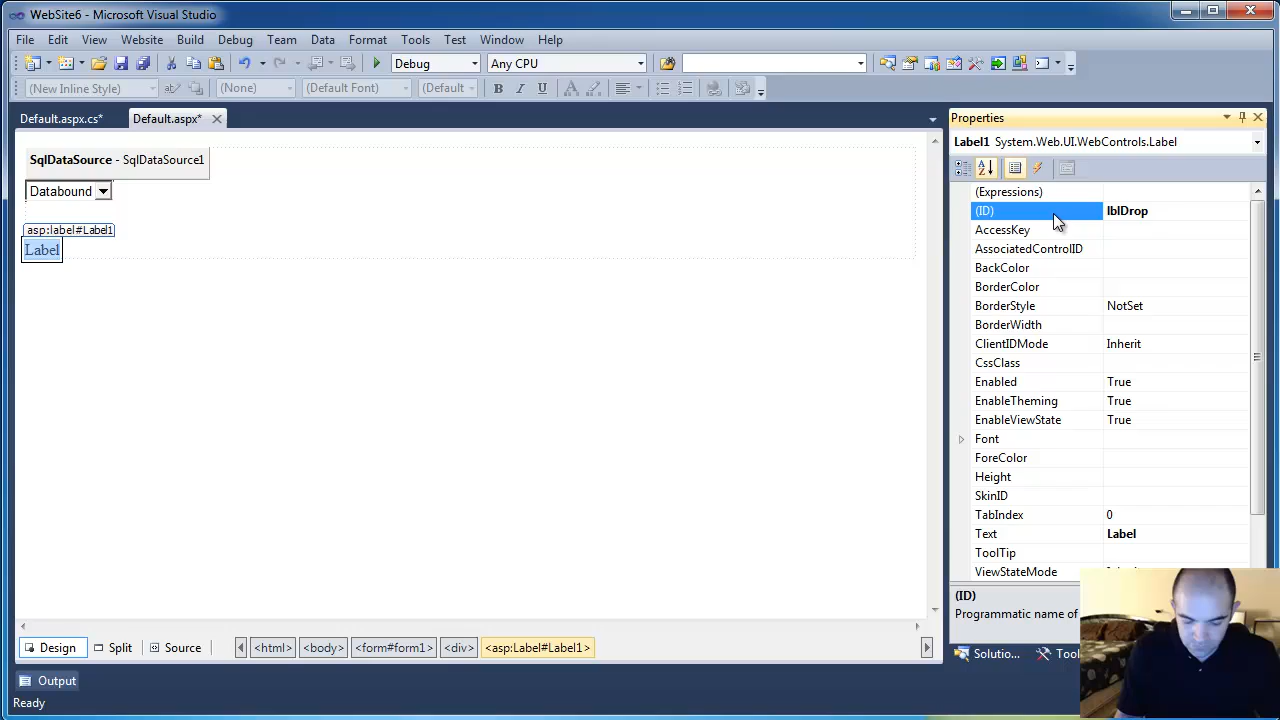 WebSite6 - Microsoft Visual Studio
File Edit View Website Build Debug Team Data Format Tools Test Window Help
Debug Any CPU
(New Inline Style) (None) (Default Font) (Default B I U A
Default.aspx.cs* Default.aspx*
SqlDataSource - SqlDataSource1
Databound
asp:label#Label1
Label
Properties
Label1 System.Web.UI.WebControls.Label
(Expressions)
(ID) lblDrop
AccessKey
AssociatedControlID
BackColor
BorderColor
BorderStyle NotSet
BorderWidth
ClientIDMode Inherit
CssClass
Enabled True
EnableTheming True
EnableViewState True
Font
ForeColor
Height
SkinID
TabIndex 0
Text Label
ToolTip
ViewStateMode
(ID)
Programmatic name of
Solutio... Tool
Design Split Source <html> <body> <form#form1> <div> <asp:Label#Label1>
Output
Ready